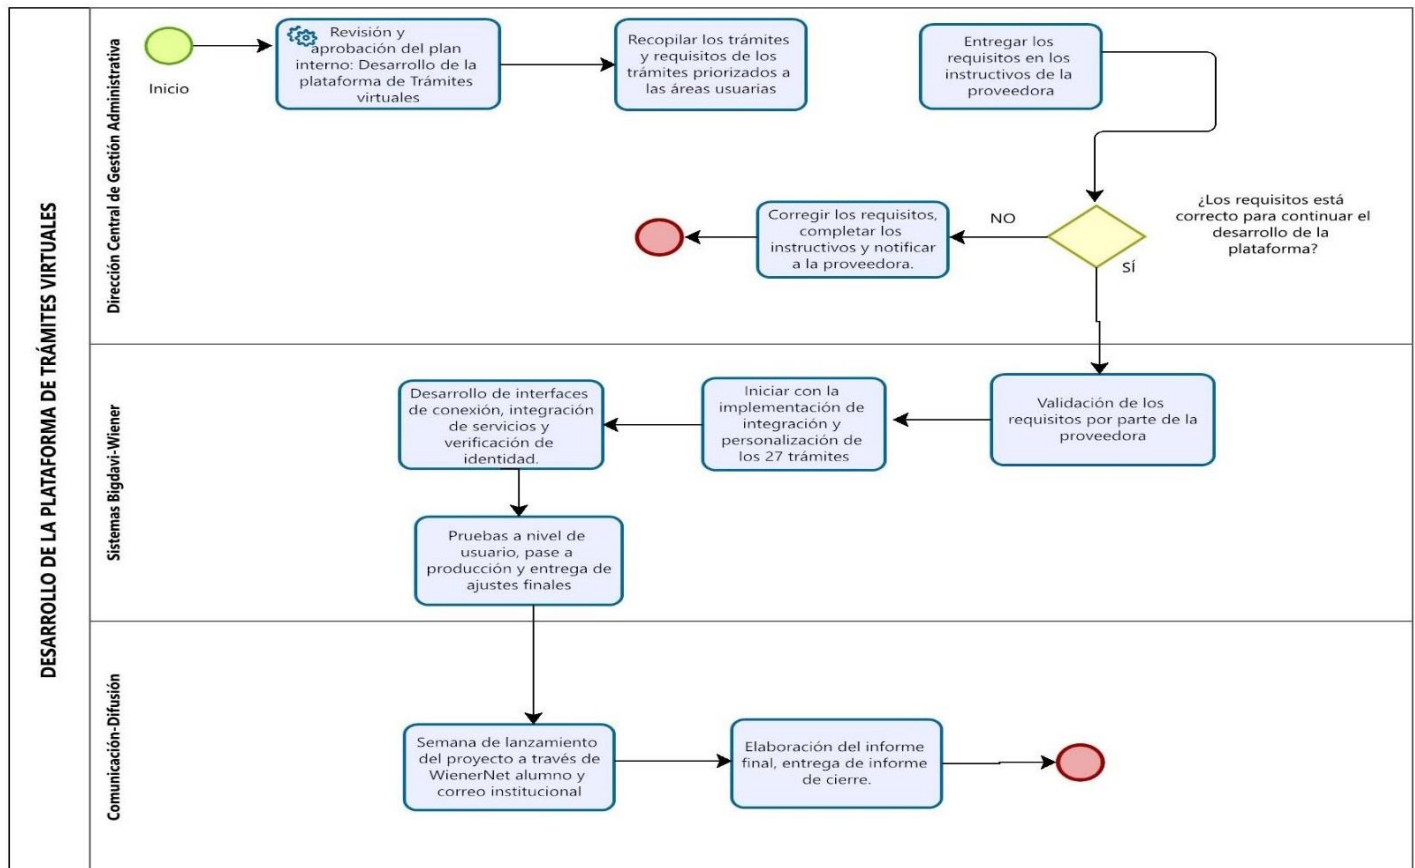 DESARROLLO DE LA PLATAFORMA DE TRÁMITES VIRTUALES
Dirección Central de Gestión Administrativa
Inicio
Revisión y
aprobación del plan
interno: Desarrollo de la
plataforma de Trámites
virtuales
Recopilar los trámites
y requisitos de los
trámites priorizados a
las áreas usuarias
Entregar los
requisitos en los
instructivos de la
proveedora
¿Los requisitos está
correcto para continuar el
desarrollo de la
plataforma?
NO
SÍ
Corregir los requisitos,
completar los
instructivos y notificar
a la proveedora.
Sistemas Bigdavi-Wiener
Validación de los
requisitos por parte de la
proveedora
Iniciar con la
implementación de
integración y
personalización de
los 27 trámites
Desarrollo de interfaces
de conexión, integración
de servicios y
verificación de
identidad.
Pruebas a nivel de
usuario, pase a
producción y entrega de
ajustes finales
Comunicación-Difusión
Semana de lanzamiento
del proyecto a través de
WienerNet alumno y
correo institucional
Elaboración del informe
final, entrega de informe
de cierre.